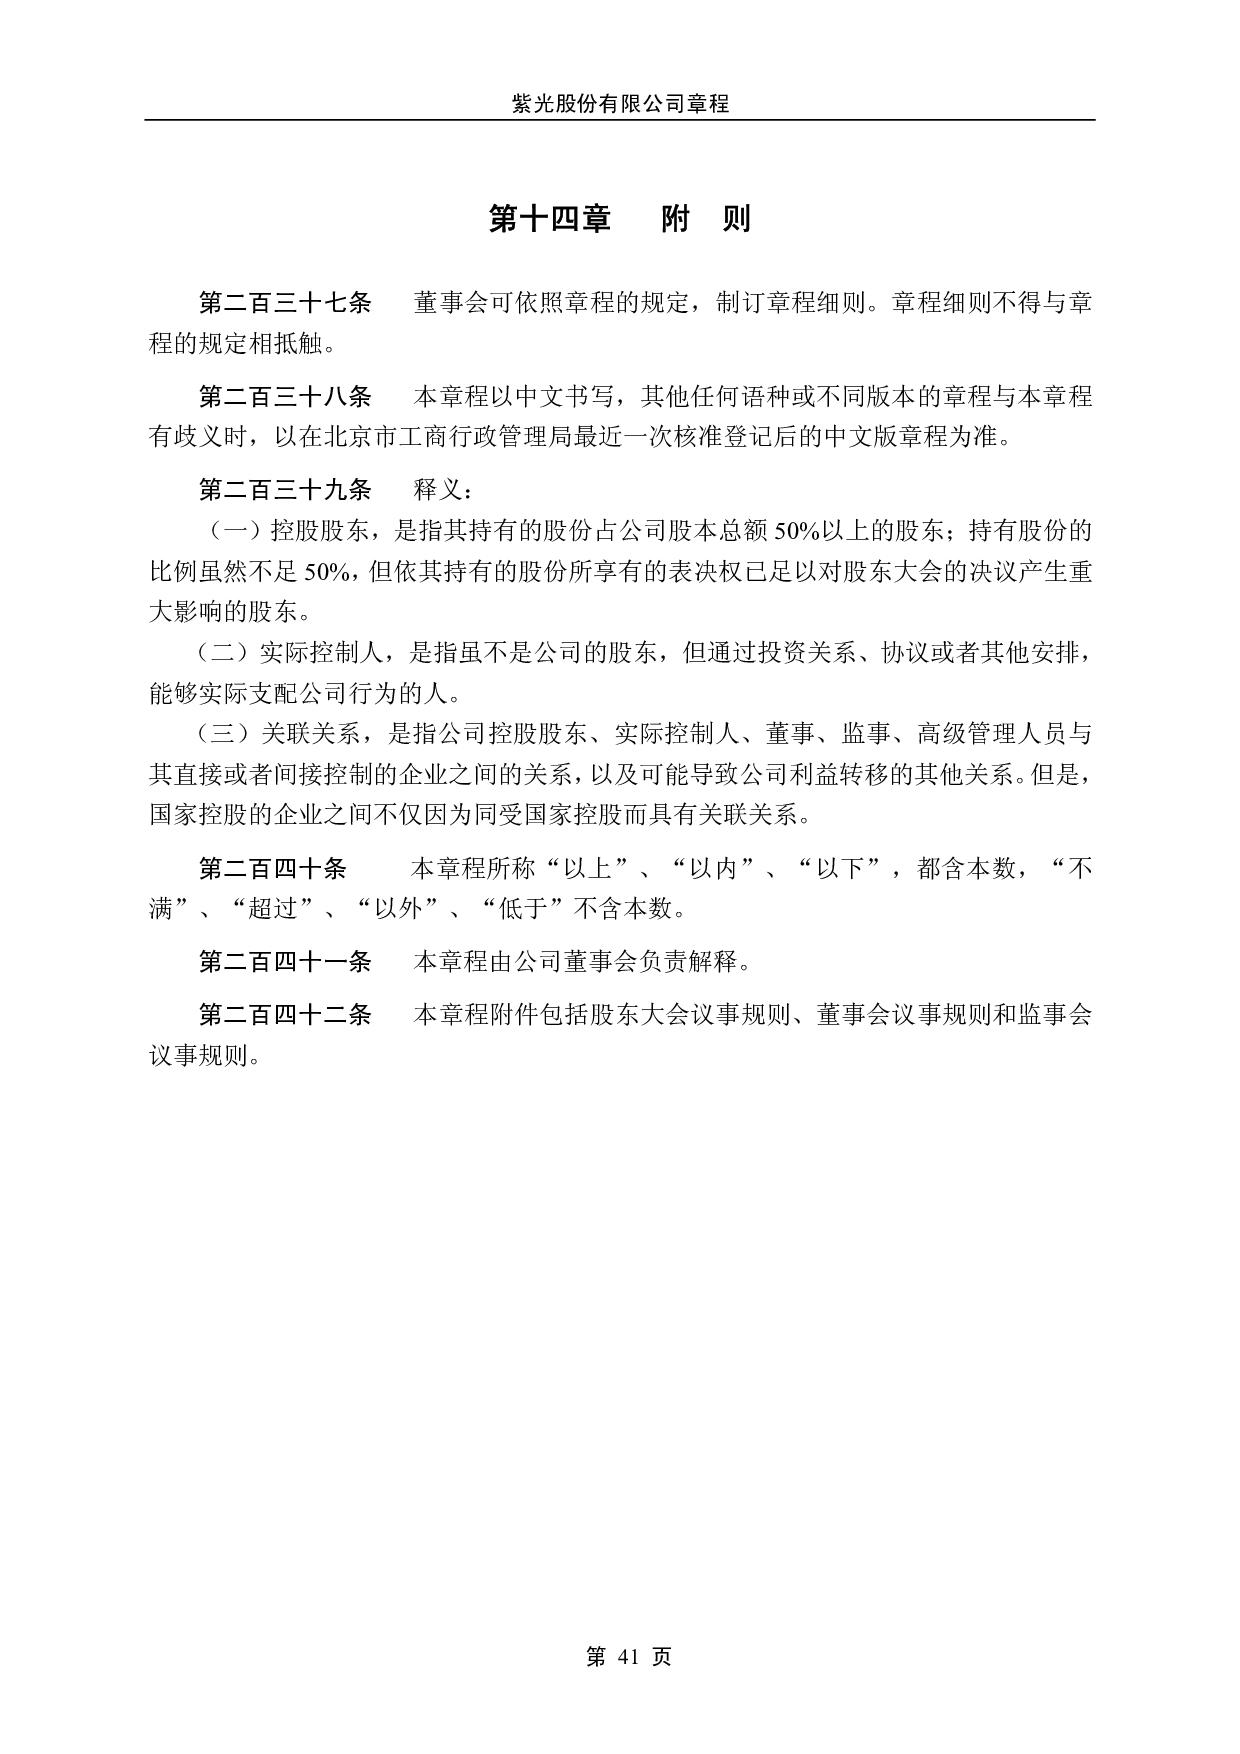 紫光股份有限公司章程
第十四章 附 则
第二百三十七条 董事会可依照章程的规定，制订章程细则。章程细则不得与章
程的规定相抵触。
第二百三十八条 本章程以中文书写，其他任何语种或不同版本的章程与本章程
有歧义时，以在北京市工商行政管理局最近一次核准登记后的中文版章程为准。
第二百三十九条 释义：
（一）控股股东，是指其持有的股份占公司股本总额 50%以上的股东；持有股份的
比例虽然不足 50%，但依其持有的股份所享有的表决权已足以对股东大会的决议产生重
大影响的股东。
（二）实际控制人，是指虽不是公司的股东，但通过投资关系、协议或者其他安排，
能够实际支配公司行为的人。
（三）关联关系，是指公司控股股东、实际控制人、董事、监事、高级管理人员与
其直接或者间接控制的企业之间的关系，以及可能导致公司利益转移的其他关系。但是，
国家控股的企业之间不仅因为同受国家控股而具有关联关系。
第二百四十条 本章程所称“以上”、“以内”、“以下”，都含本数，“不
满”、“超过”、“以外”、“低于”不含本数。
第二百四十一条 本章程由公司董事会负责解释。
第二百四十二条 本章程附件包括股东大会议事规则、董事会议事规则和监事会
议事规则。
第 41 页